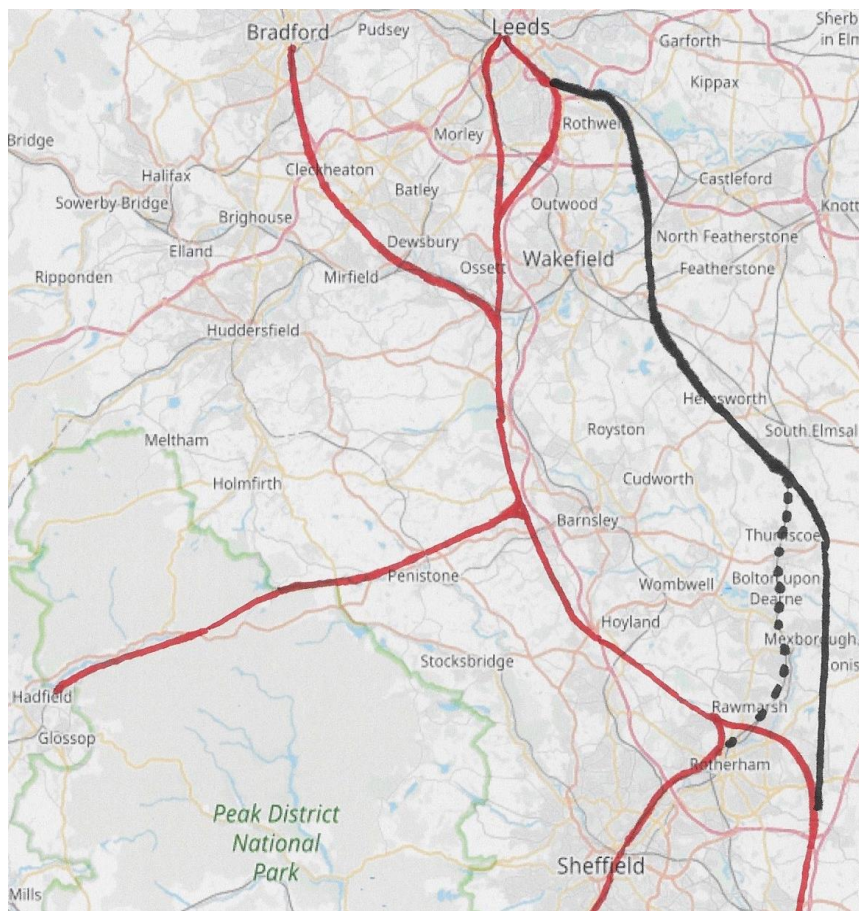 Bradford
Pudsey
Leeds
Garforth
Sherb
in Elm
Kippax
Rothwel
Bridge
Morley
Halifax
Cleckheaton
Castleford
Batley
Sowerby Bridge
Brighouse
Outwood
Knott
Dewsbury
North Featherstone
Elland
Wakefield
Ossett
Featherstone
Ripponden
Mirfield
Huddersfield
Hemsworth
Royston
South Elmsal
Meltham
Holmfirth
Cudworth
Barnsley
Thurnscoe
Penistone
Wombwell
Bolton upon
Dearne
Hoyland
Mexborough
Stocksbridge
onis
Hadfield
Rawmarsh
Glossop
Rotherham
Peak District
National
Park
Sheffield
Mills